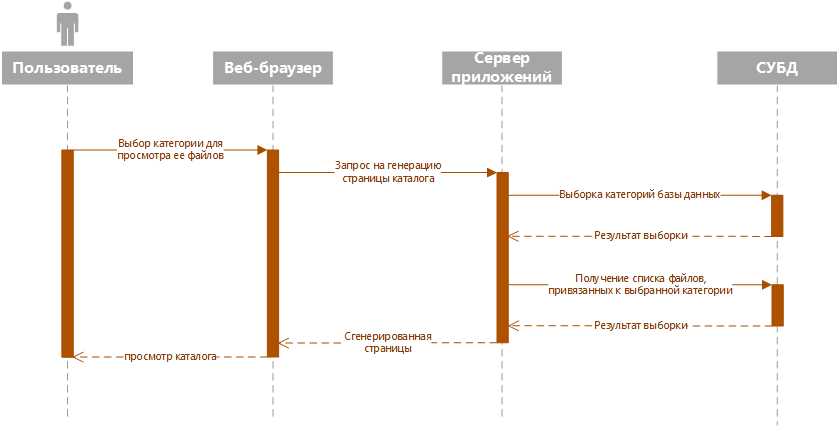 Пользователь
Веб-браузер
Сервер
приложений
СУБД
Выбор категории для
просмотра ее файлов
Запрос на генерацию
страницы каталога
Выборка категорий базы данных
Результат выборки
Получение списка файлов,
привязанных к выбранной категории
Результат выборки
Сгенерированная
страницы
просмотр каталога